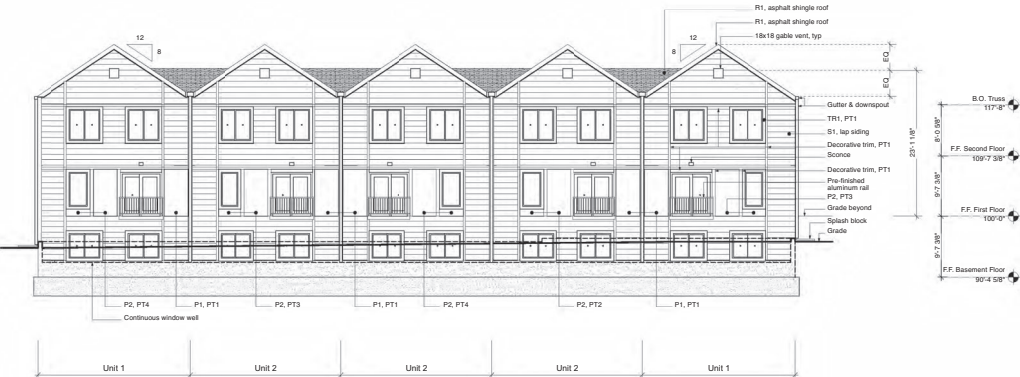 R1, asphalt shingle roof
R1, asphalt shingle roof
18x18 gable vent, typ
12
8
12
8
EQ
EQ
Gutter & downspout
TR1, PT1
S1, lap siding
Decorative trim, PT1
Sconce
Decorative trim, PT1
Pre-finished
aluminum rail
P2, PT3
Grade beyond
Splash block
Grade
23'-11/8"
8'-0 5/8"
9'-7 3/8"
9'-7 3/8"
B.O. Truss
117'-8"
F.F. Second Floor
109'-7 3/8"
F.F. First Floor
100'-0"
F.F. Basement Floor
90'-4 5/8"
P2, PT4
P1, PT1
P2, PT3
P1, PT1
P2, PT4
P2, PT2
P1, PT1
Continuous window well
Unit 1
Unit 2
Unit 2
Unit 2
Unit 1